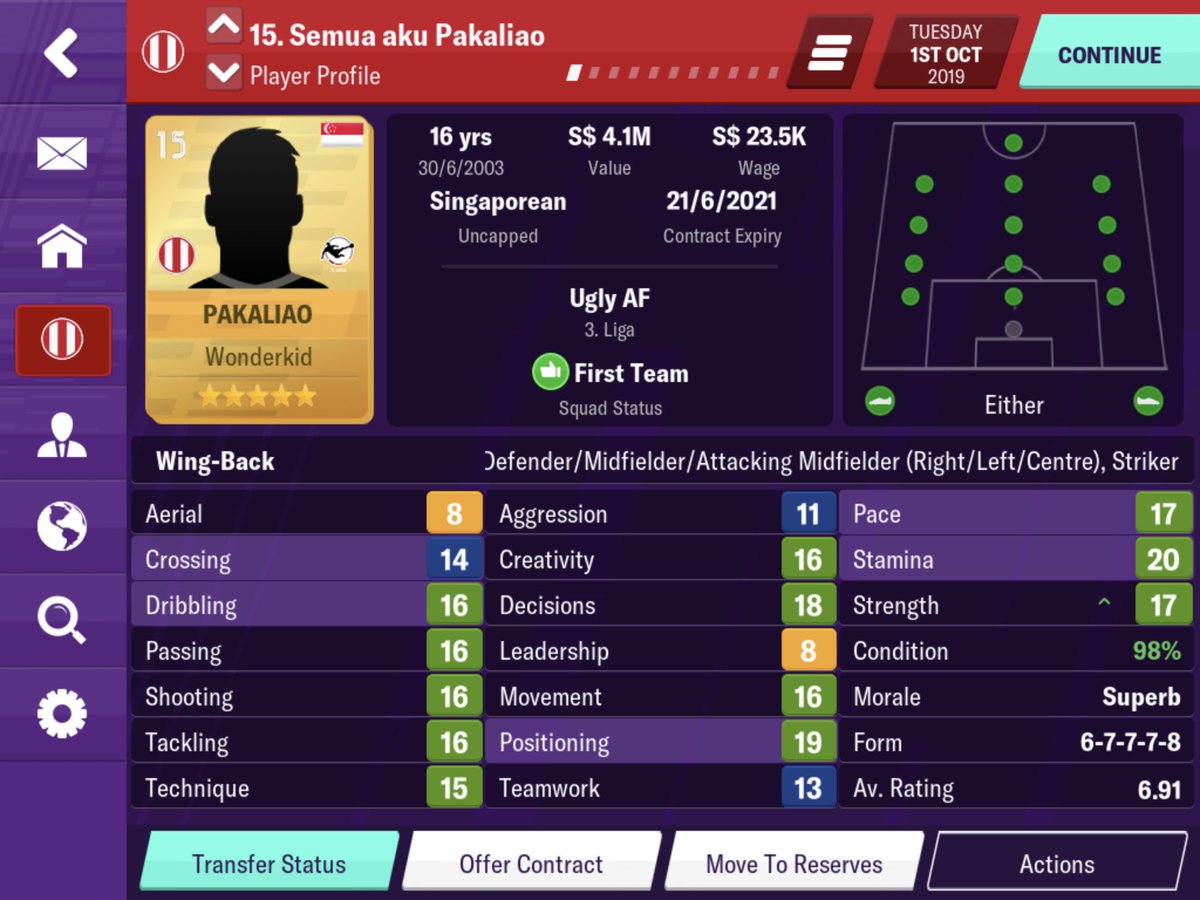 15. Semua aku Pakaliao
Player Profile
TUESDAY
1ST OCT
2019
CONTINUE
15
PAKALIAO
Wonderkid
16 yrs
30/6/2003
S$ 4.1M
Value
S$ 23.5K
Wage
Singaporean
Uncapped
21/6/2021
Contract Expiry
Ugly AF
3. Liga
First Team
Squad Status
Either
Wing-Back
Defender/Midfielder/Attacking Midfielder (Right/Left/Centre), Striker
Aerial 8
Crossing 14
Dribbling 16
Passing 16
Shooting 16
Tackling 16
Technique 15
Aggression 11
Creativity 16
Decisions 18
Leadership 8
Movement 16
Positioning 19
Teamwork 13
Pace 17
Stamina 20
Strength 17
Condition 98%
Morale Superb
Form 6-7-7-7-8
Av. Rating 6.91
Transfer Status
Offer Contract
Move To Reserves
Actions